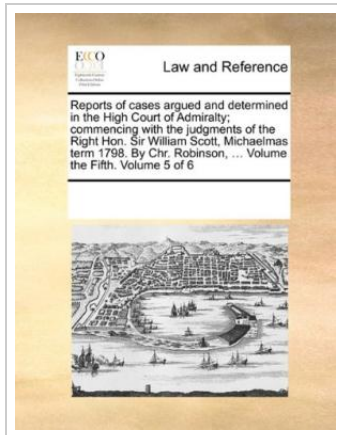 ECCO
Law and Reference
Reports of cases argued and determined
in the High Court of Admiralty;
commencing with the judgments of the
Right Hon. Sir William Scott, Michaelmas
term 1798. By Chr. Robinson, ... Volume
the Fifth. Volume 5 of 6